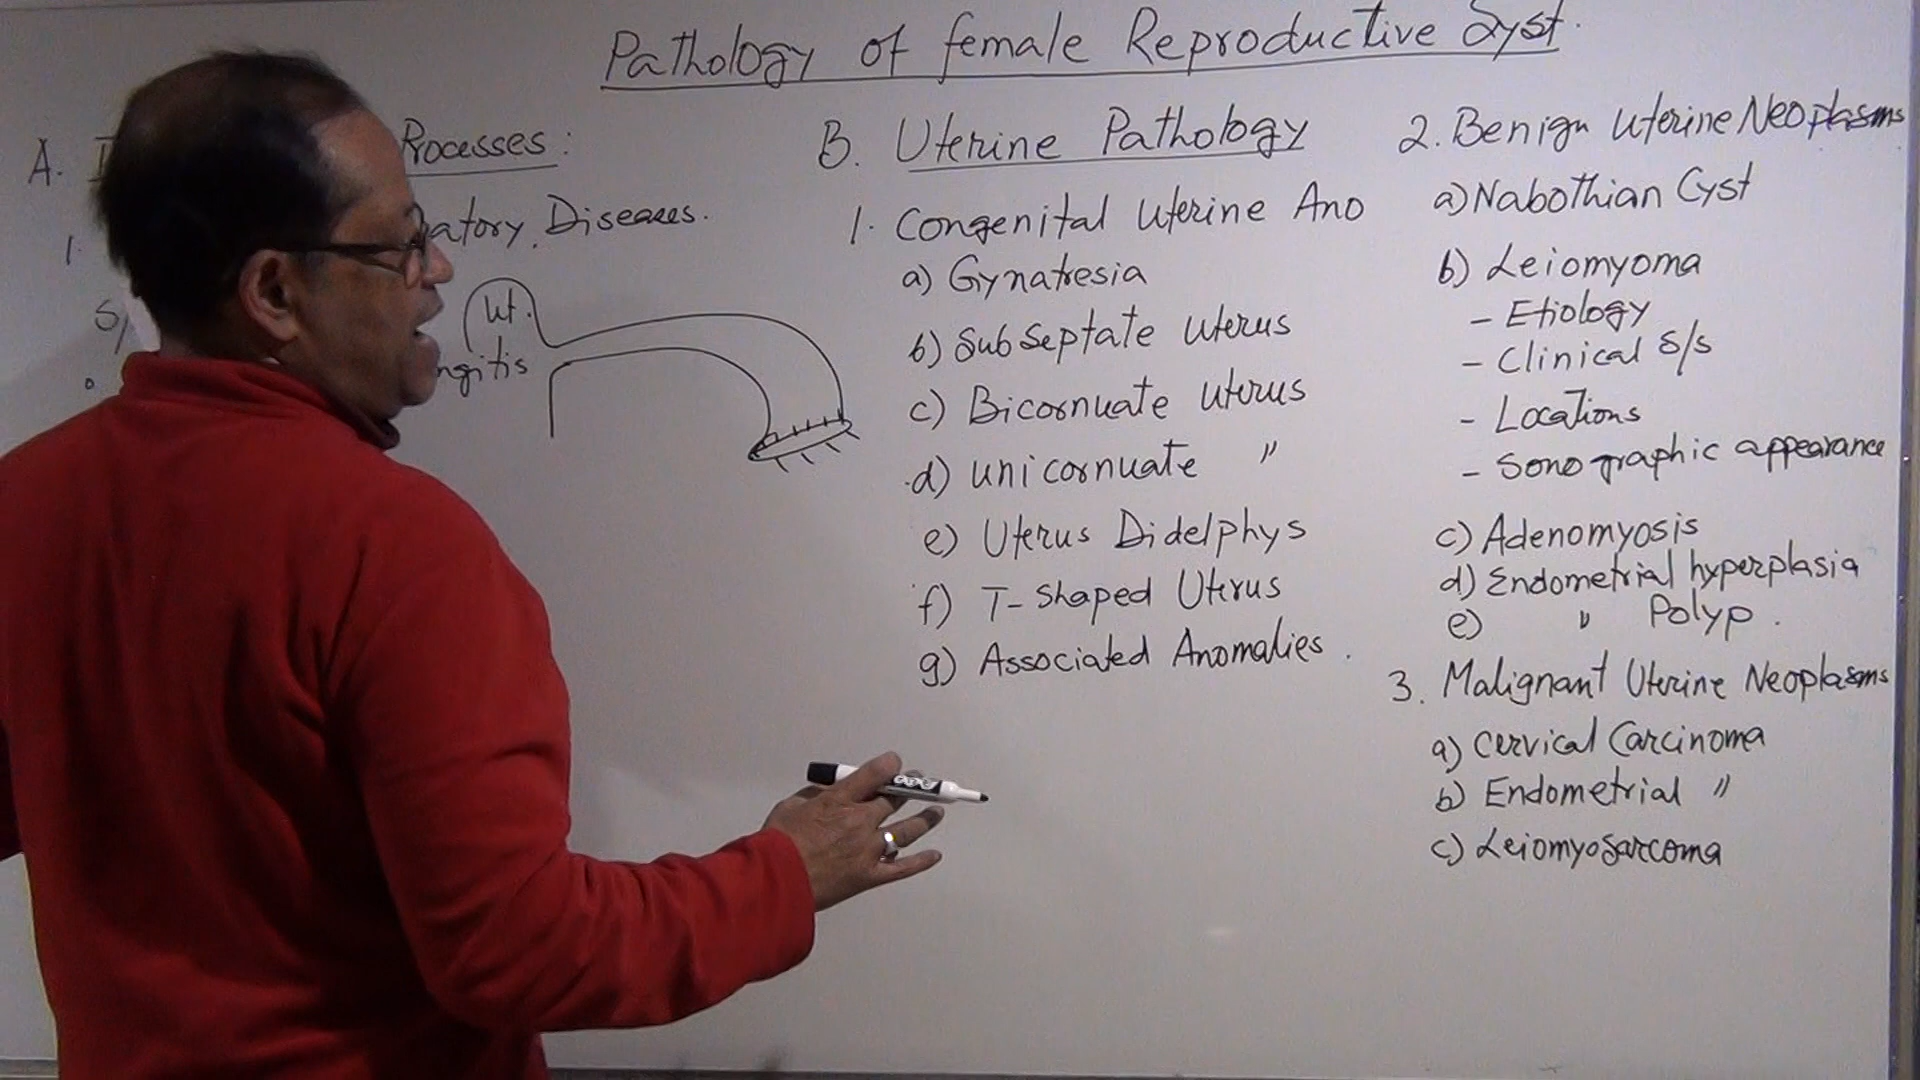 Pathology of female Reproductive Syst.
A. Rocesses:
1. atory Diseases.
S/
ut.
ngitis
B. Uterine Pathology
1. Congenital Uterine Ano
a) Gynatresia
b) Subseptate Uterus
c) Bicornuate Uterus
d) unicornuate "
e) Uterus Didelphys
f) T-Shaped Uterus
g) Associated Anomalies.
2. Benign Uterine Neoplasms
a) Nabothian Cyst
b) Leiomyoma
- Etiology
- Clinical S/s
- Locations
- Sonographic appearance
c) Adenomyosis
d) Endometrial hyperplasia
e) " Polyp.
3. Malignant Uterine Neoplasms
a) Cervical Carcinoma
b) Endometrial "
c) Leiomyosarcoma
EXPO